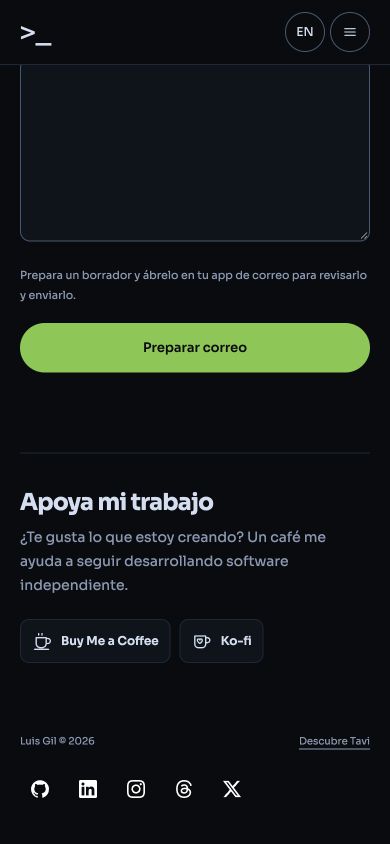 >_
EN
Prepara un borrador y ábrelo en tu app de correo para revisarlo
y enviarlo.
Preparar correo
Apoya mi trabajo
¿Te gusta lo que estoy creando? Un café me
ayuda a seguir desarrollando software
independiente.
Buy Me a Coffee
Ko-fi
Luis Gil © 2026
Descubre Tavi